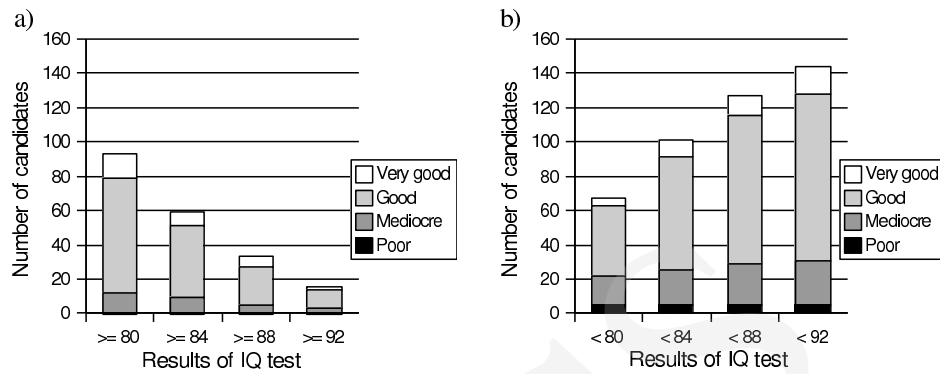 a)
Number of candidates
160
140
120
100
80
60
40
20
0
>= 80 >= 84 >= 88 >= 92
Results of IQ test
Very good
Good
Mediocre
Poor
b)
Number of candidates
160
140
120
100
80
60
40
20
0
< 80 < 84 < 88 < 92
Results of IQ test
Very good
Good
Mediocre
Poor